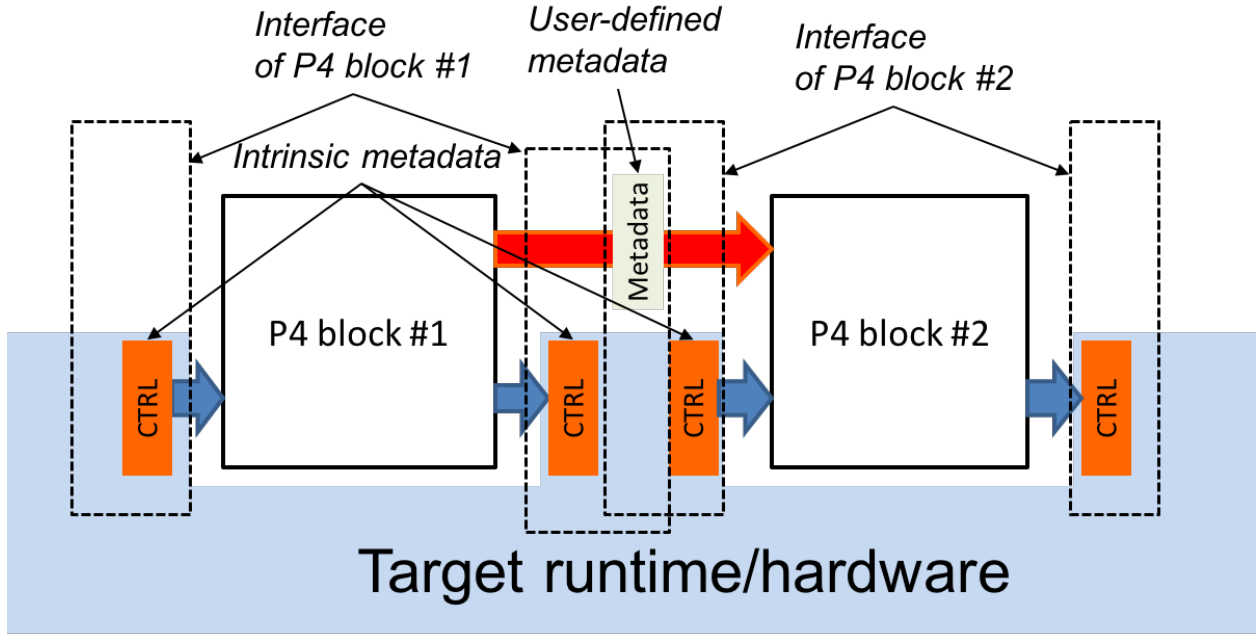 Interface
of P4 block #1
User-defined
metadata
Interface
of P4 block #2
Intrinsic metadata
Metadata
P4 block #1
P4 block #2
CTRL
CTRL
CTRL
CTRL
Target runtime/hardware